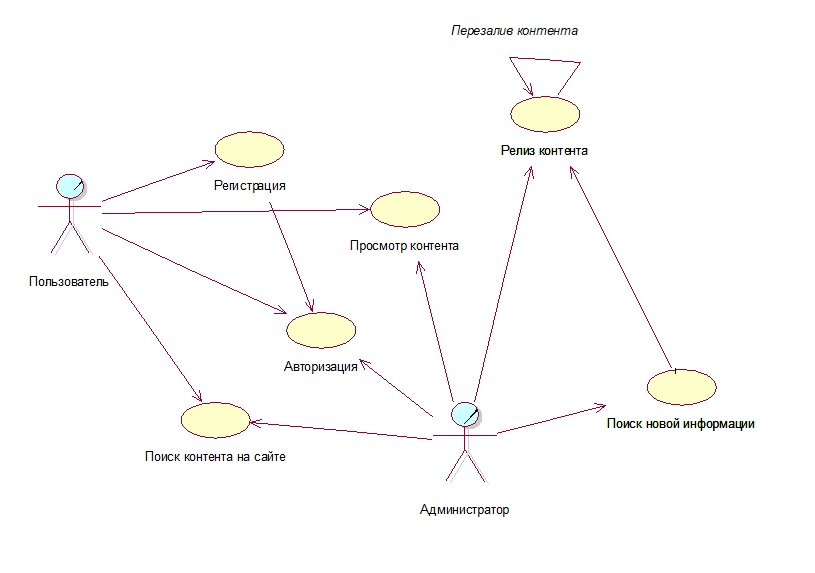 Перезалив контента
Релиз контента
Регистрация
Просмотр контента
Пользователь
Авторизация
Поиск новой информации
Поиск контента на сайте
Администратор